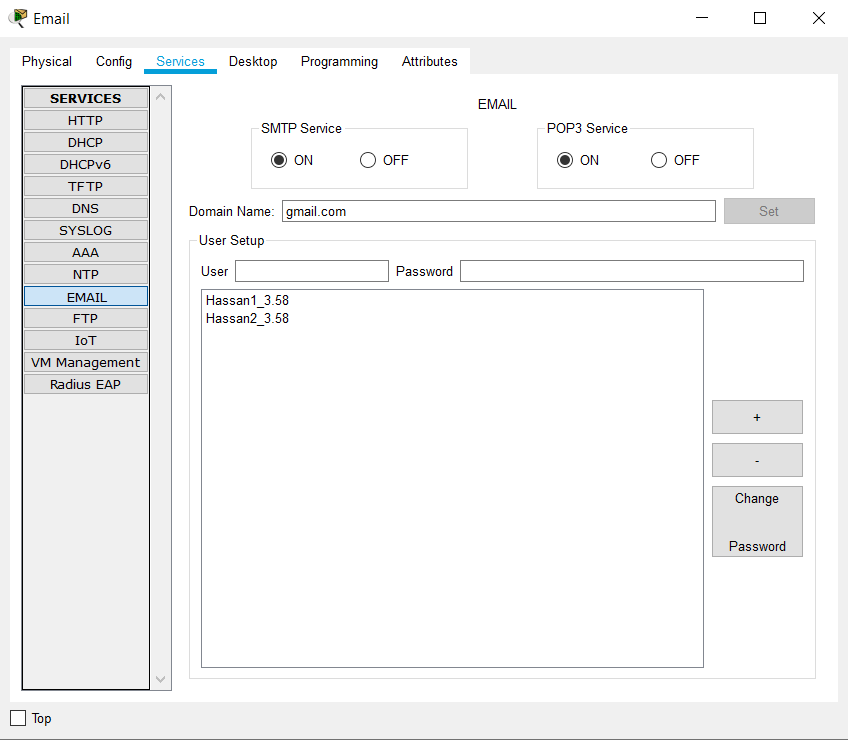 Email
Physical Config Services Desktop Programming Attributes
SERVICES
HTTP
DHCP
DHCPv6
TFTP
DNS
SYSLOG
AAA
NTP
EMAIL
FTP
IoT
VM Management
Radius EAP
EMAIL
SMTP Service
ON OFF
POP3 Service
ON OFF
Domain Name: gmail.com Set
User Setup
User Password
Hassan1_3.58
Hassan2_3.58
+
-
Change
Password
Top